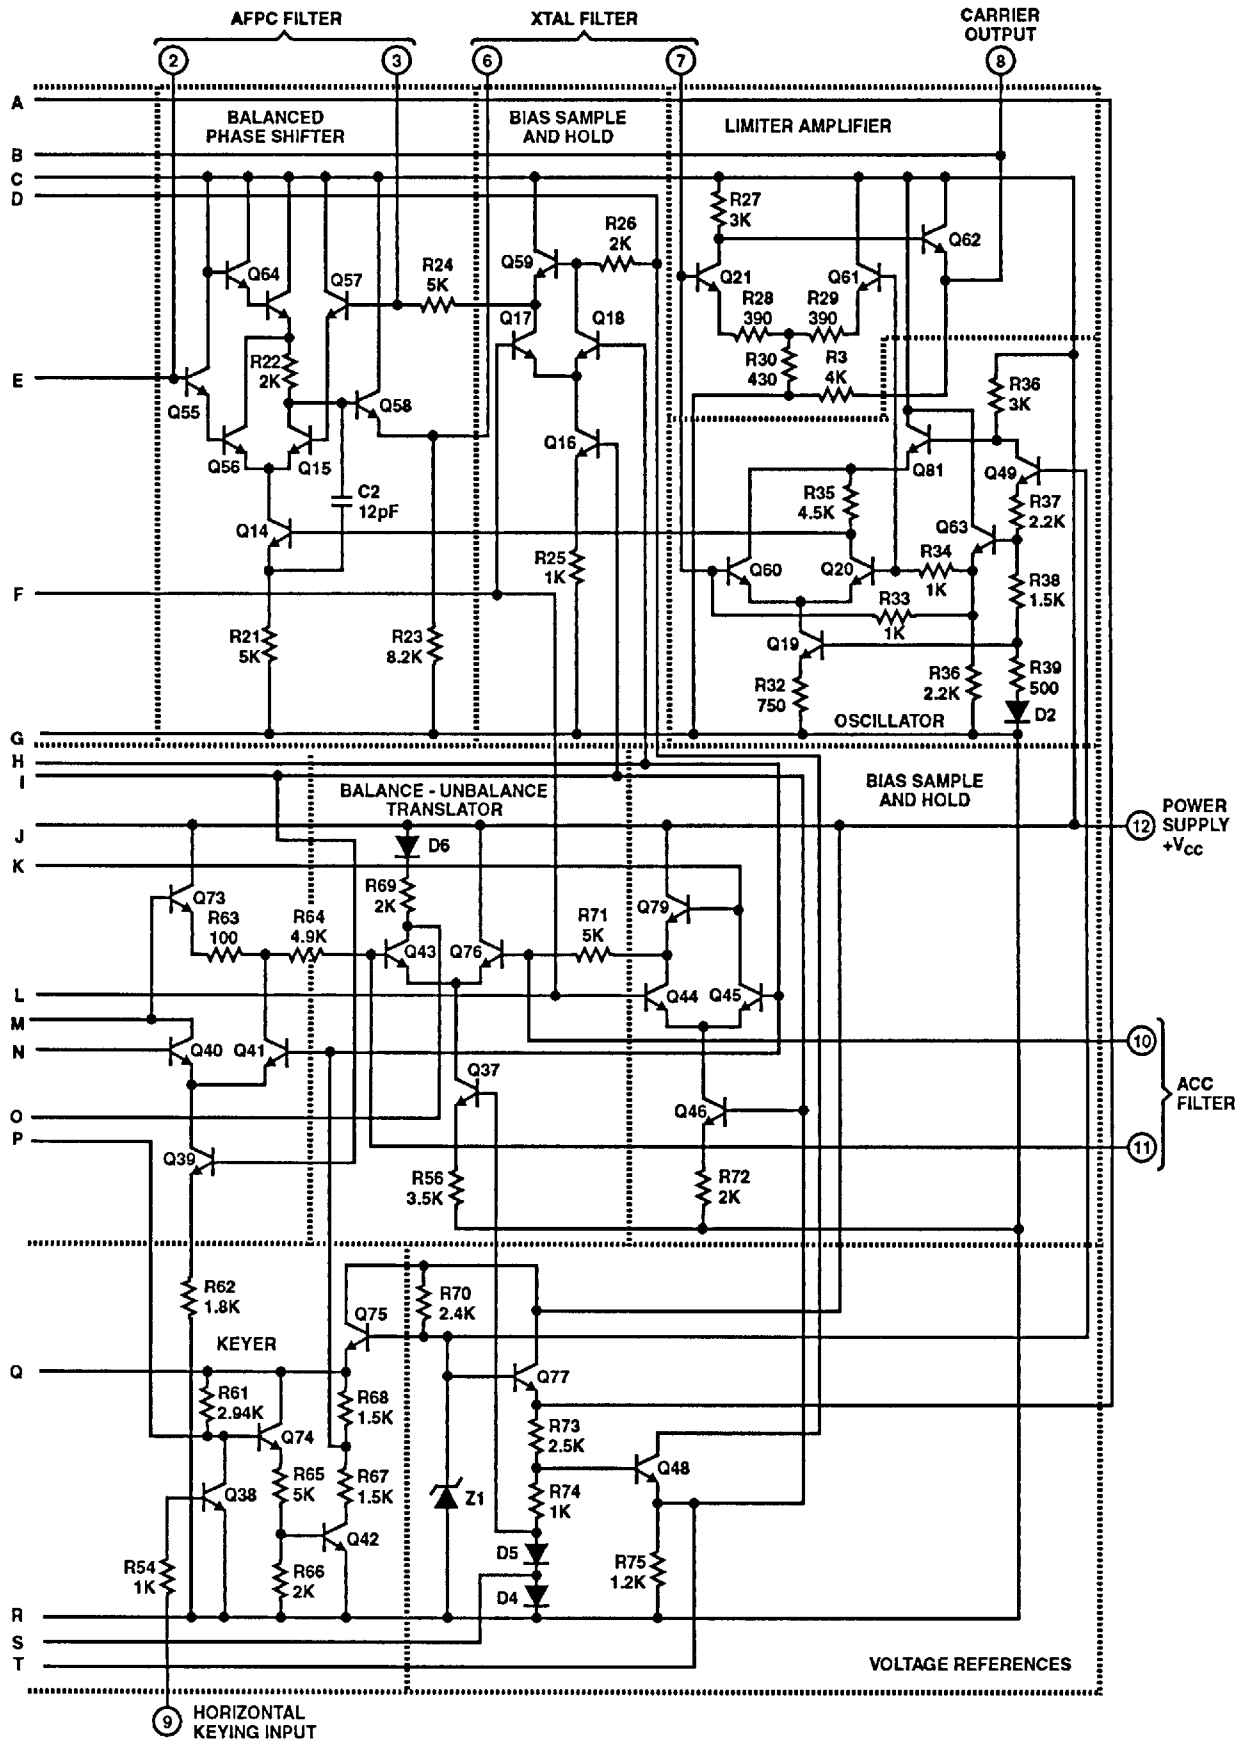 AFPC FILTER
XTAL FILTER
CARRIER
OUTPUT
2
3
6
7
8
A
BALANCED
PHASE SHIFTER
BIAS SAMPLE
AND HOLD
LIMITER AMPLIFIER
B
C
D
R27
3K
R26
2K
Q62
Q59
Q64
Q57
R24
5K
Q21
Q61
R28
390
R29
390
Q17
Q18
R22
2K
R30
430
R3
4K
R36
3K
E
Q55
Q58
Q56
Q15
Q16
Q81
Q49
C2
12pF
R35
4.5K
R37
2.2K
Q14
Q63
R25
1K
Q60
Q20
R34
1K
R38
1.5K
F
R33
1K
R21
5K
R23
8.2K
Q19
R32
750
R36
2.2K
R39
500
D2
OSCILLATOR
G
H
I
BALANCE - UNBALANCE
TRANSLATOR
BIAS SAMPLE
AND HOLD
12
POWER
SUPPLY
+VCC
J
D6
K
R69
2K
Q73
R63
100
R64
4.9K
Q43
Q76
R71
5K
Q79
L
Q44
Q45
M
N
Q40
Q41
10
Q37
ACC
FILTER
O
Q46
P
11
Q39
R56
3.5K
R72
2K
R62
1.8K
R70
2.4K
Q75
KEYER
Q
Q77
R61
2.94K
R68
1.5K
R73
2.5K
Q74
Q48
R65
5K
R67
1.5K
Q38
Z1
R74
1K
Q42
R54
1K
D5
R66
2K
D4
R75
1.2K
R
S
T
VOLTAGE REFERENCES
9
HORIZONTAL
KEYING INPUT